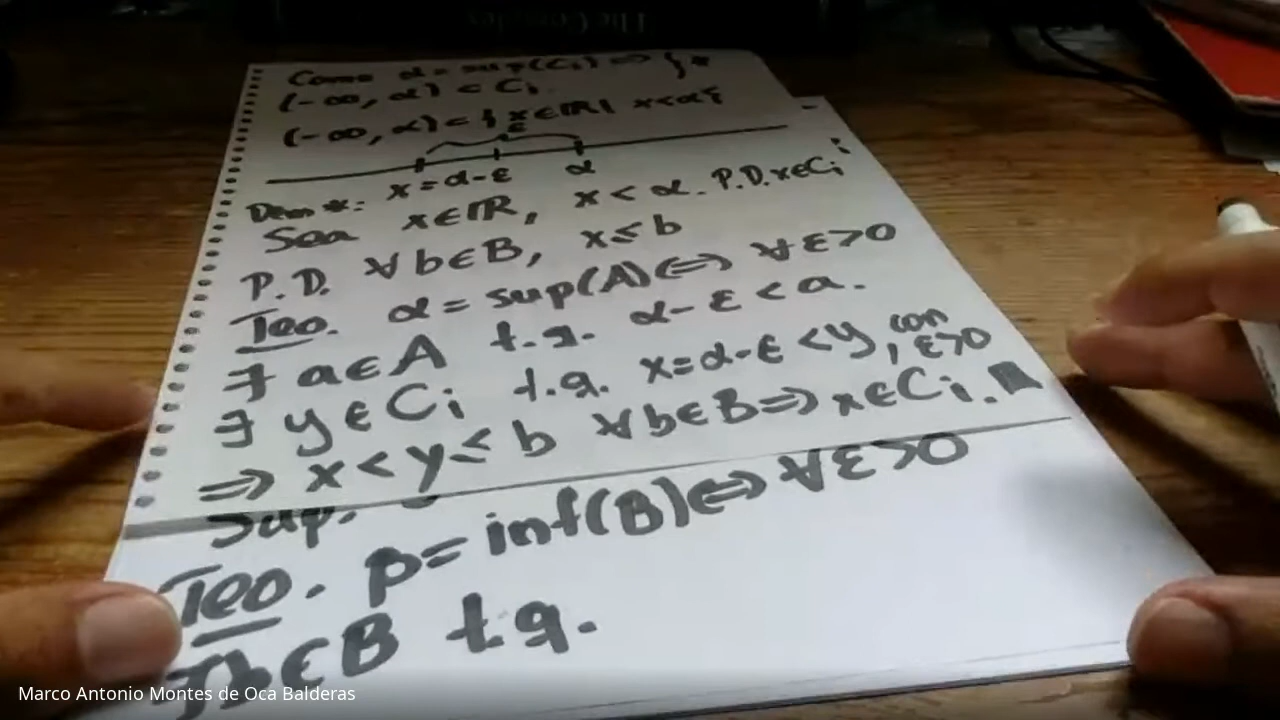 Como α = sup(Ci) ⇒ } *
(-∞, α) ⊂ Ci.
(-∞, α) = { x ∈ ℝ | x < α }
ε
x = α - ε α
Dem *:
Sea x ∈ ℝ, x < α. P.D. x ∈ Ci :
P.D. ∀ b ∈ B, x ≤ b
Teo. α = sup(A) ⇔ ∀ ε > 0
∃ a ∈ A t.q. α - ε < a.
∃ y ∈ Ci t.q. x = α - ε < y, con ε > 0
⇒ x < y ≤ b ∀ b ∈ B ⇒ x ∈ Ci. ■
Sup.
Teo. β = inf(B) ⇔ ∀ ε > 0
∃ b ∈ B t.q.
Marco Antonio Montes de Oca Balderas